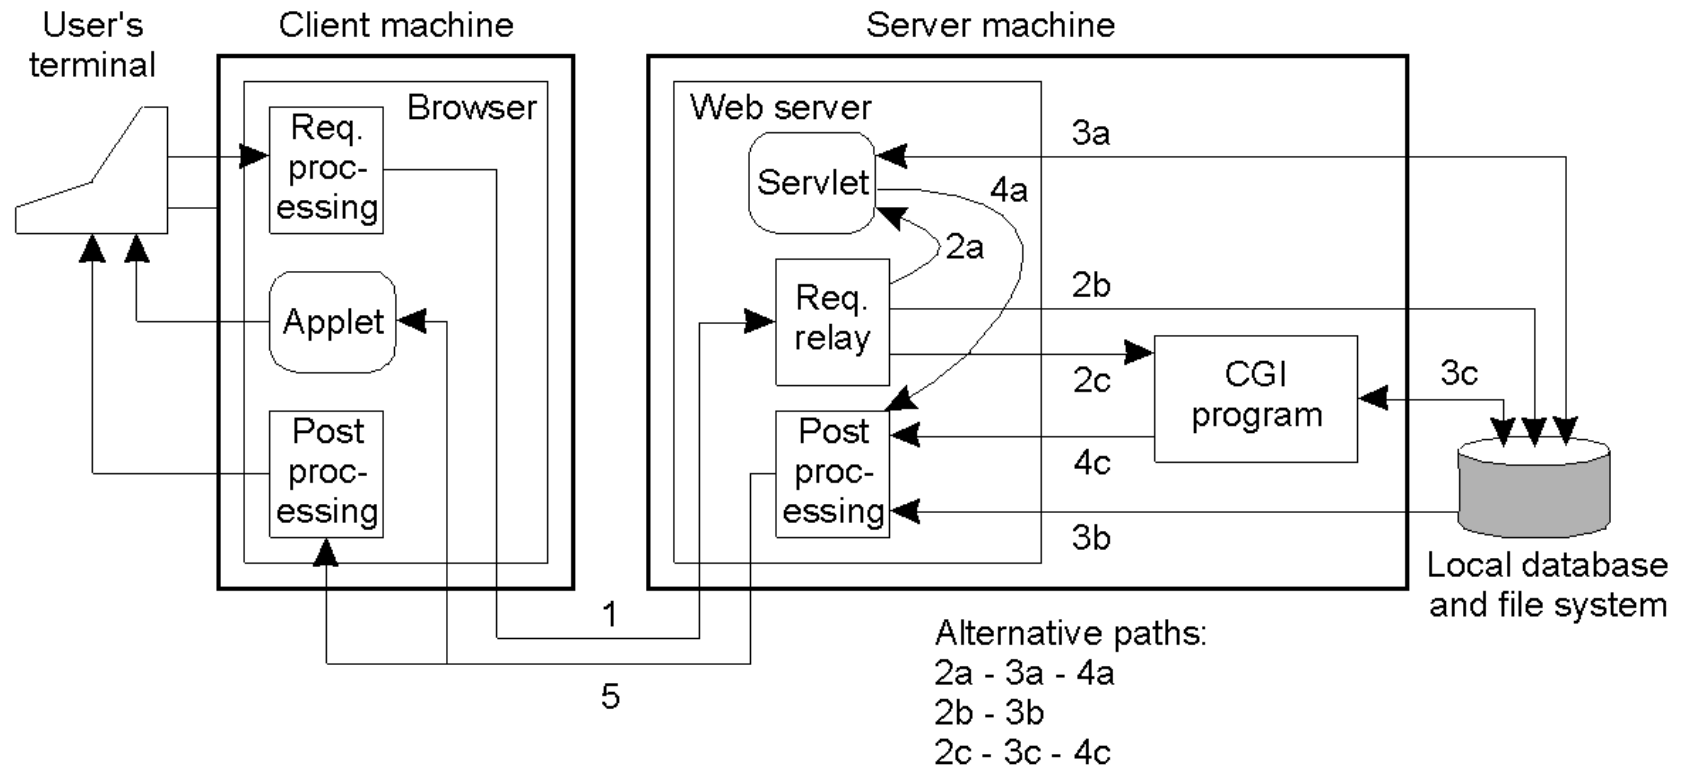 User's
terminal
Client machine
Server machine
Browser
Req.
proc-
essing
Applet
Post
proc-
essing
Web server
Servlet
Req.
relay
Post
proc-
essing
3a
4a
2a
2b
2c
CGI
program
3c
4c
3b
Local database
and file system
1
5
Alternative paths:
2a - 3a - 4a
2b - 3b
2c - 3c - 4c